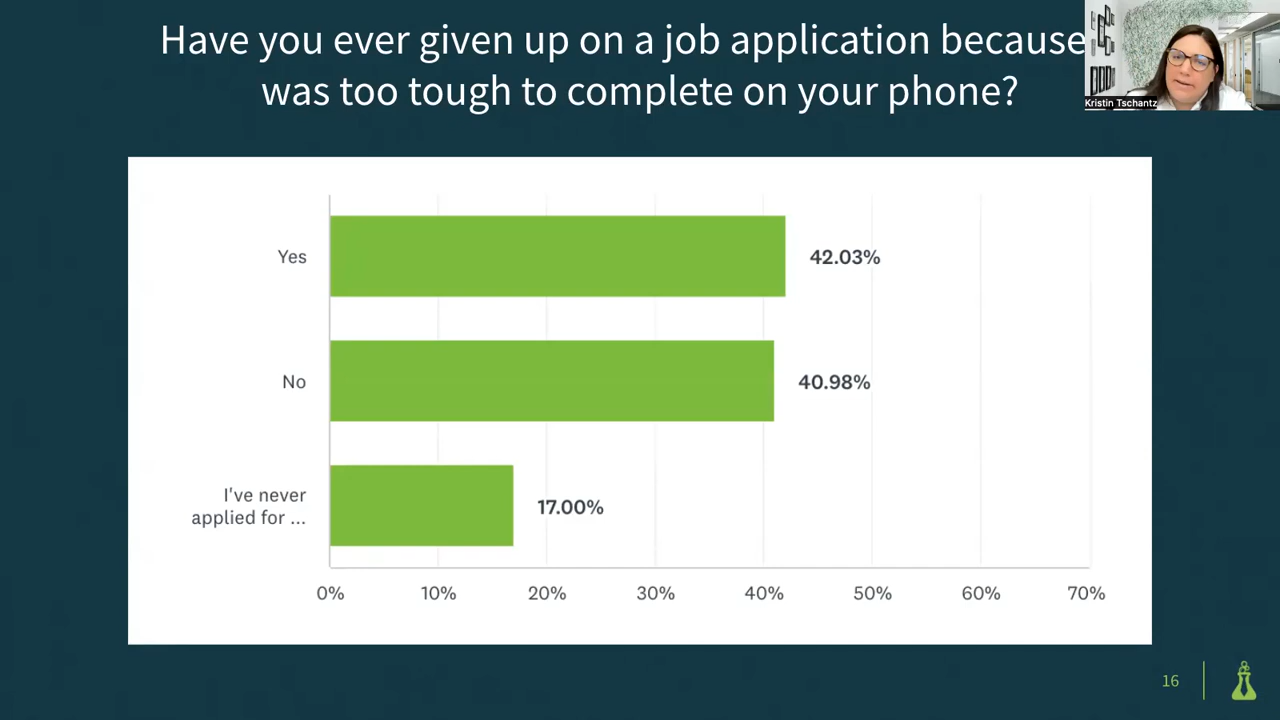 Have you ever given up on a job application because
was too tough to complete on your phone?
Kristin Tschantz
Yes
42.03%
No
40.98%
I've never
applied for ...
17.00%
0% 10% 20% 30% 40% 50% 60% 70%
16